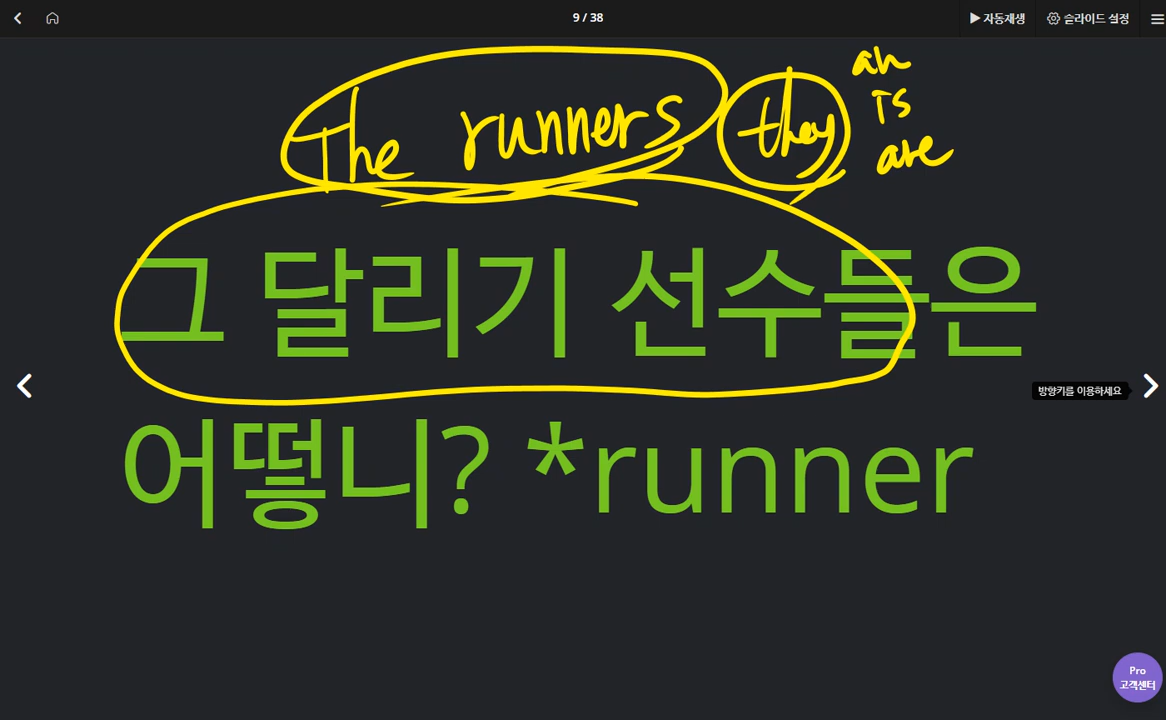 9 / 38
▶ 자동재생
슬라이드 설정
am
The runners they
is
are
그 달리기 선수들은
방향키를 이용하세요
어떻니? *runner
Pro
고객센터